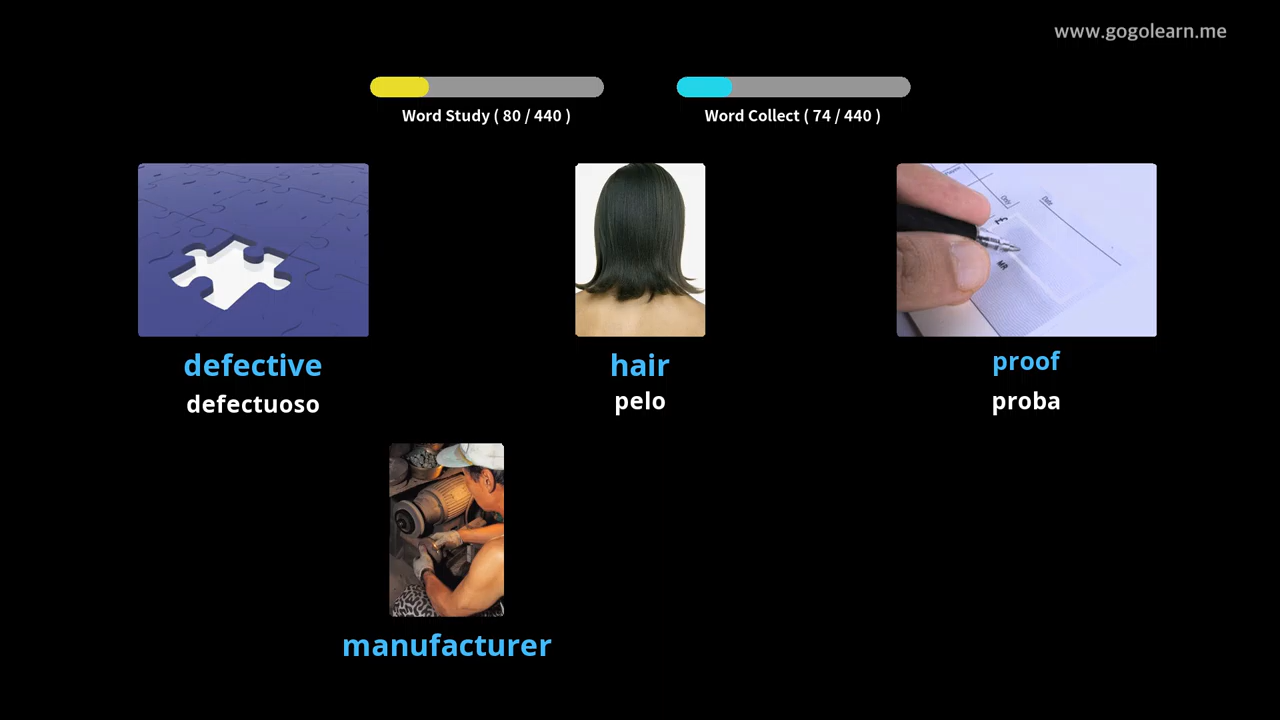 www.gogolearn.me
Word Study ( 80 / 440 )
Word Collect ( 74 / 440 )
defective
defectuoso
hair
pelo
proof
proba
manufacturer